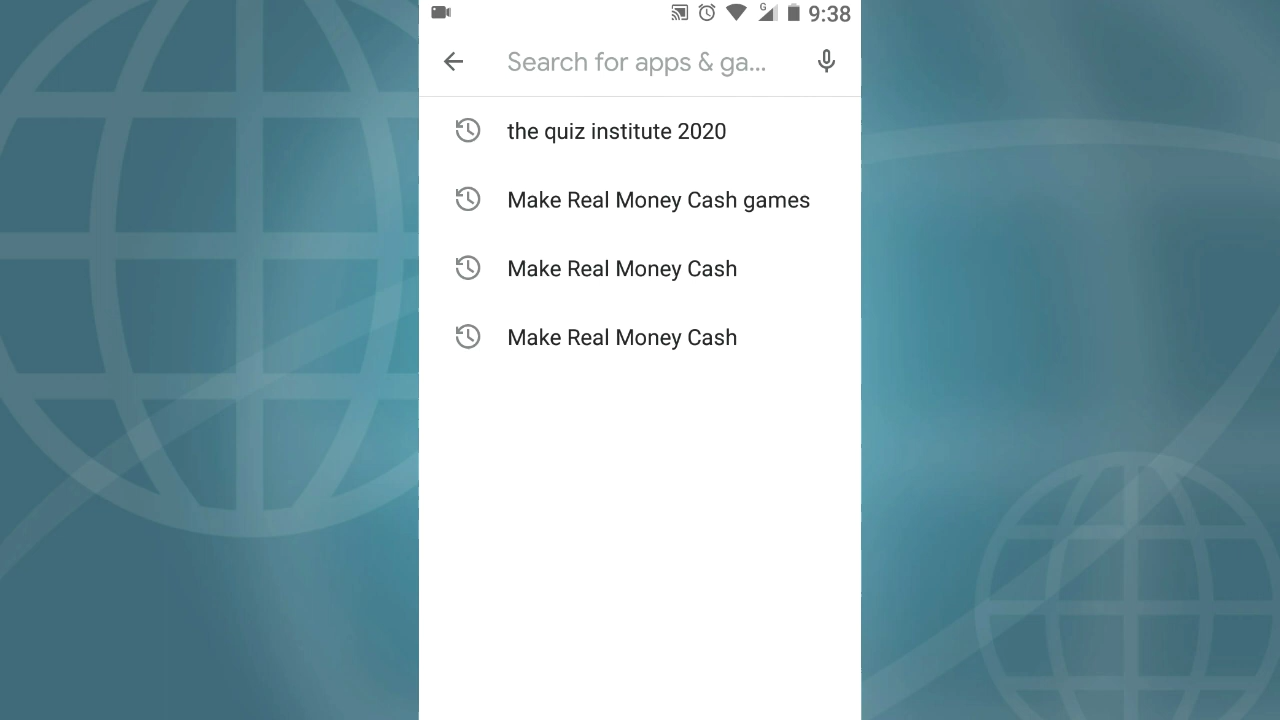 G 9:38
Search for apps & ga...
the quiz institute 2020
Make Real Money Cash games
Make Real Money Cash
Make Real Money Cash